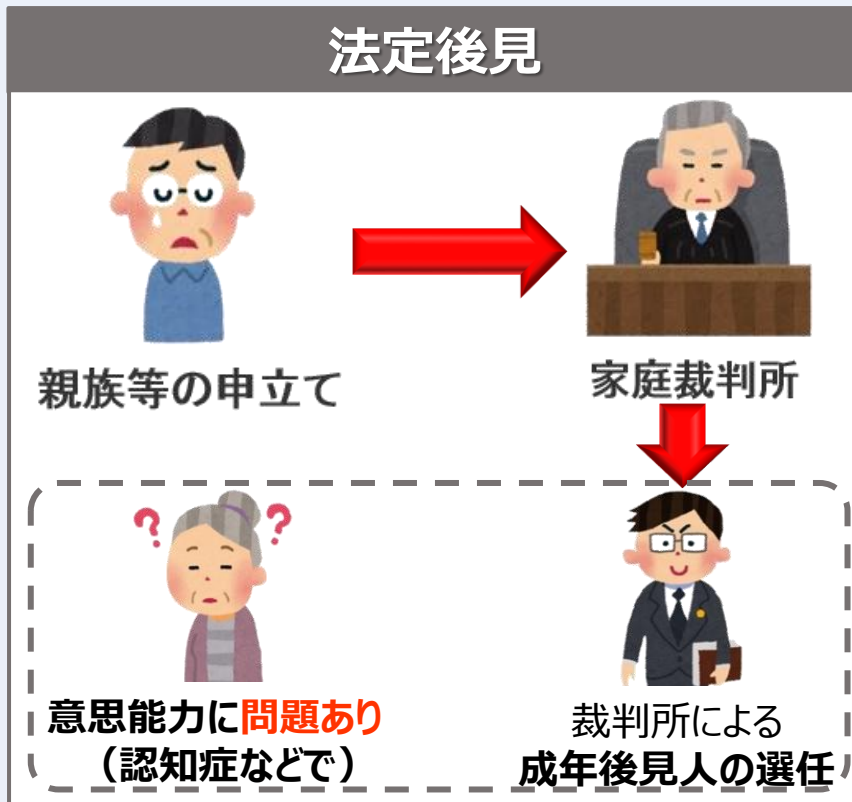 法定後見
親族等の申立て
家庭裁判所
?
?
意思能力に問題あり
（認知症などで）
裁判所による
成年後見人の選任